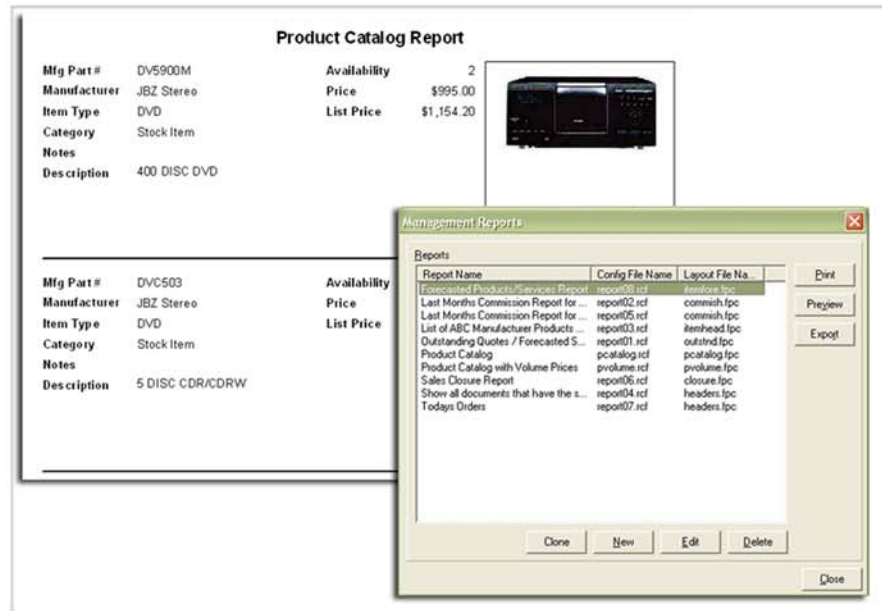 Product Catalog Report
Mfg Part # DV5900M Availability 2
Manufacturer JBZ Stereo Price $995.00
Item Type DVD List Price $1,154.20
Category Stock Item
Notes
Description 400 DISC DVD
Mfg Part # DVC503 Availability
Manufacturer JBZ Stereo Price
Item Type DVD List Price
Category Stock Item
Notes
Description 5 DISC CDR/CDRW
Management Reports
Reports
Report Name Config File Name Layout File Na...
Forecasted Products/Services Report report08.rcf itemfore.fpc
Last Months Commission Report for ... report02.rcf commish.fpc
Last Months Commission Report for ... report05.rcf commish.fpc
List of ABC Manufacturer Products ... report03.rcf itemhead.fpc
Outstanding Quotes / Forecasted S... report01.rcf outstnd.fpc
Product Catalog pcatalog.rcf pcatalog.fpc
Product Catalog with Volume Prices pvolume.rcf pvolume.fpc
Sales Closure Report report06.rcf closure.fpc
Show all documents that have the s... report04.rcf headers.fpc
Todays Orders report07.rcf headers.fpc
Print
Preview
Export
Clone New Edit Delete
Close